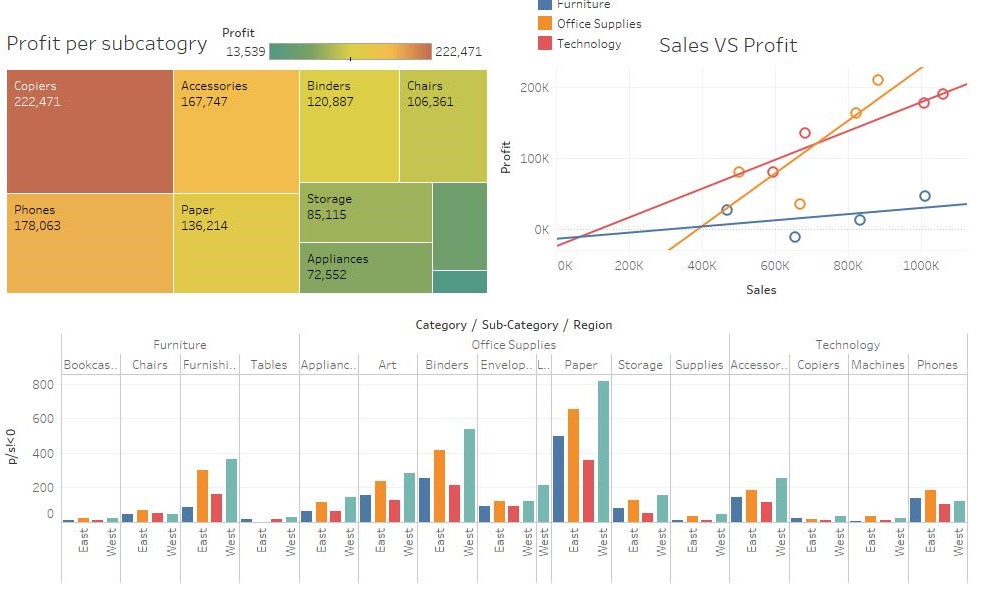 Furniture
Office Supplies
Technology
Profit per subcatogry
Profit
13,539
222,471
Sales VS Profit
Copiers
222,471
Accessories
167,747
Binders
120,887
Chairs
106,361
Phones
178,063
Paper
136,214
Storage
85,115
Appliances
72,552
Profit
200K
100K
0K
0K 200K 400K 600K 800K 1000K
Sales
Category / Sub-Category / Region
Furniture Office Supplies Technology
Bookcas.. Chairs Furnishi.. Tables Applianc.. Art Binders Envelop.. L.. Paper Storage Supplies Accessor.. Copiers Machines Phones
p/s!<0
800
600
400
200
0
East West East West East West East West East West East West East West East West West East West East West East West East West East West East West East West